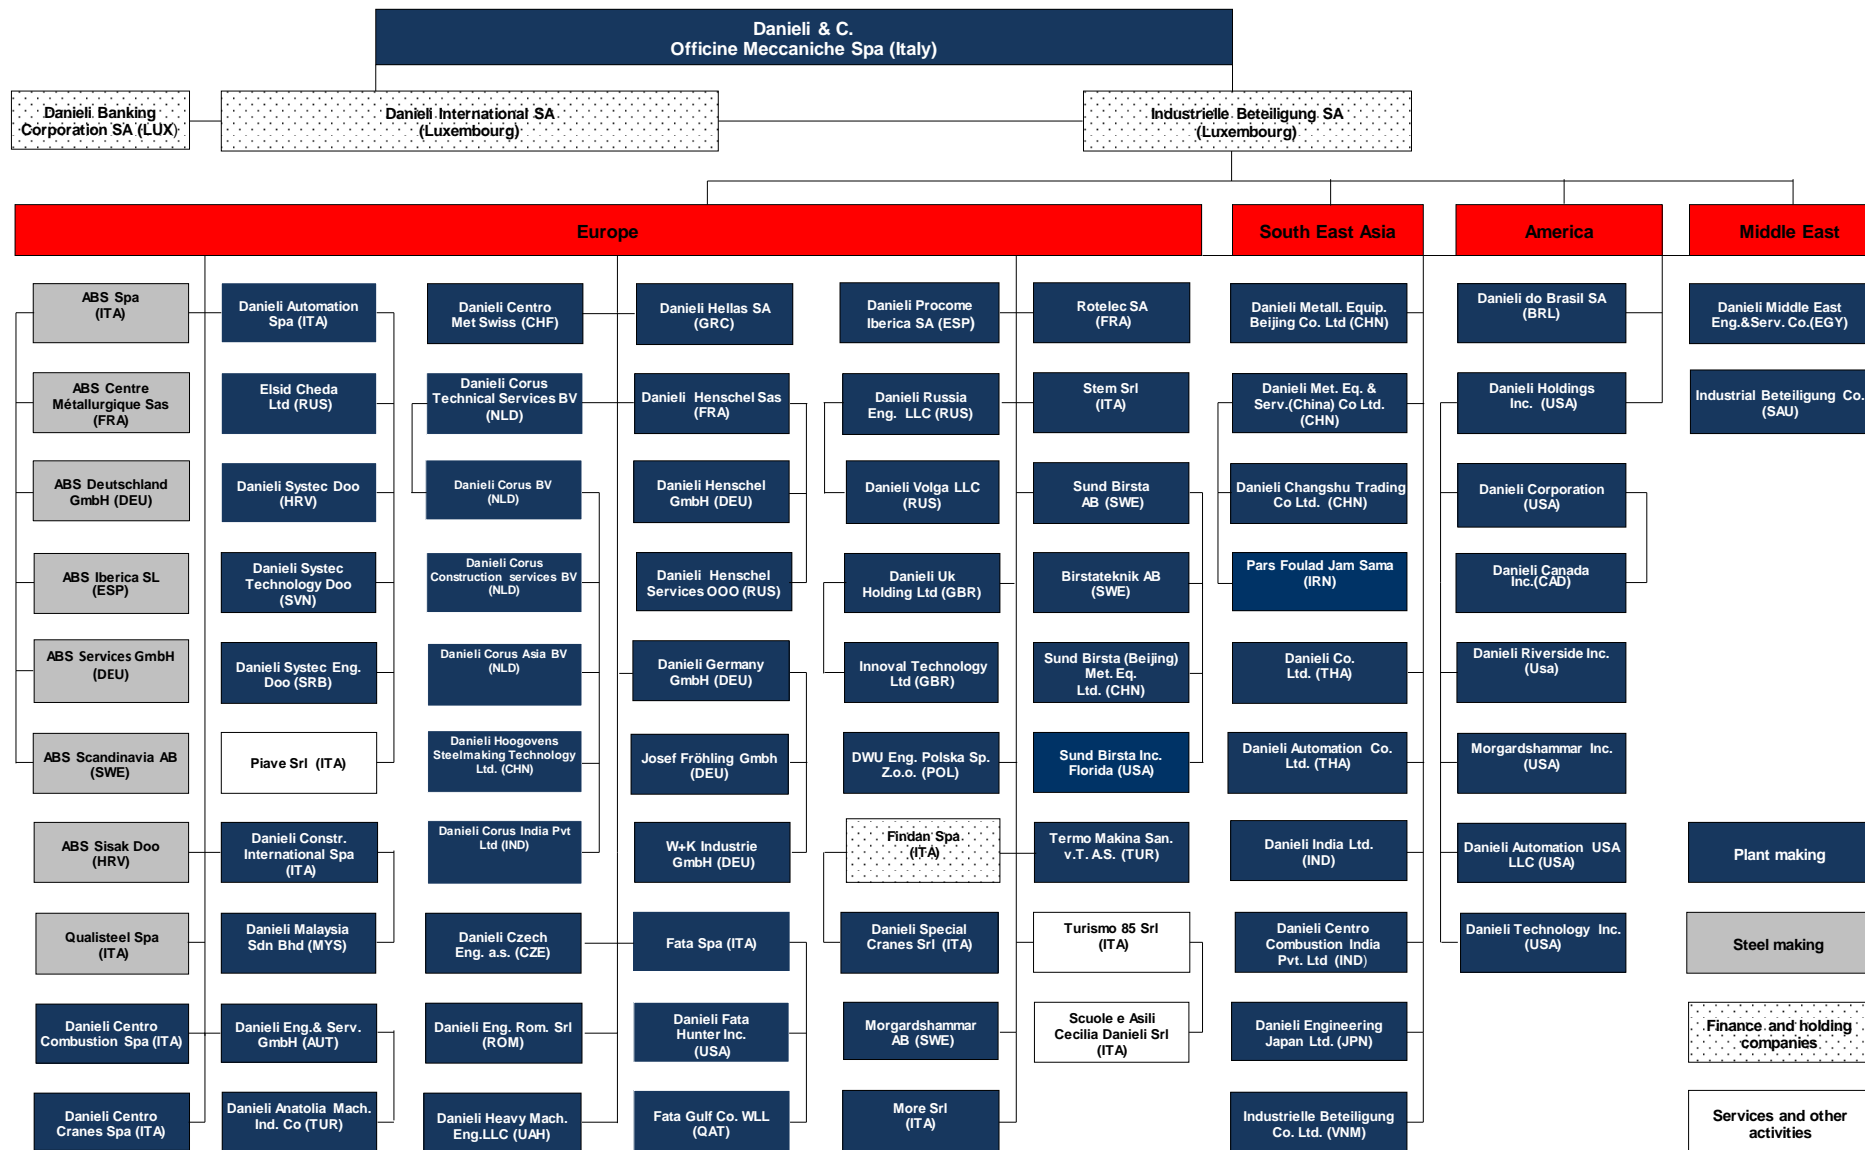 Danieli & C.
Officine Meccaniche Spa (Italy)
Danieli Banking
Corporation SA (LUX)
Danieli International SA
(Luxembourg)
Industrielle Beteiligung SA
(Luxembourg)
Europe
South East Asia
America
Middle East
ABS Spa
(ITA)
Danieli Automation
Spa (ITA)
Danieli Centro
Met Swiss (CHF)
Danieli Hellas SA
(GRC)
Danieli Procome
Iberica SA (ESP)
Rotelec SA
(FRA)
Danieli Metall. Equip.
Beijing Co. Ltd (CHN)
Danieli do Brasil SA
(BRL)
Danieli Middle East
Eng.&Serv. Co.(EGY)
ABS Centre
Métallurgique Sas
(FRA)
Elsid Cheda
Ltd (RUS)
Danieli Corus
Technical Services BV
(NLD)
Danieli Henschel Sas
(FRA)
Danieli Russia
Eng. LLC (RUS)
Stem Srl
(ITA)
Danieli Met. Eq. &
Serv.(China) Co Ltd.
(CHN)
Danieli Holdings
Inc. (USA)
Industrial Beteiligung Co.
(SAU)
ABS Deutschland
GmbH (DEU)
Danieli Systec Doo
(HRV)
Danieli Corus BV
(NLD)
Danieli Henschel
GmbH (DEU)
Danieli Volga LLC
(RUS)
Sund Birsta
AB (SWE)
Danieli Changshu Trading
Co Ltd. (CHN)
Danieli Corporation
(USA)
ABS Iberica SL
(ESP)
Danieli Systec
Technology Doo
(SVN)
Danieli Corus
Construction services BV
(NLD)
Danieli Henschel
Services OOO (RUS)
Danieli Uk
Holding Ltd (GBR)
Birstateknik AB
(SWE)
Pars Foulad Jam Sama
(IRN)
Danieli Canada
Inc.(CAD)
ABS Services GmbH
(DEU)
Danieli Systec Eng.
Doo (SRB)
Danieli Corus Asia BV
(NLD)
Danieli Germany
GmbH (DEU)
Innoval Technology
Ltd (GBR)
Sund Birsta (Beijing)
Met. Eq.
Ltd. (CHN)
Danieli Co.
Ltd. (THA)
Danieli Riverside Inc.
(Usa)
ABS Scandinavia AB
(SWE)
Piave Srl (ITA)
Danieli Hoogovens
Steelmaking Technology
Ltd. (CHN)
Josef Fröhling Gmbh
(DEU)
DWU Eng. Polska Sp.
Z.o.o. (POL)
Sund Birsta Inc.
Florida (USA)
Danieli Automation Co.
Ltd. (THA)
Morgardshammar Inc.
(USA)
ABS Sisak Doo
(HRV)
Danieli Constr.
International Spa
(ITA)
Danieli Corus India Pvt
Ltd (IND)
W+K Industrie
GmbH (DEU)
Findan Spa
(ITA)
Termo Makina San.
v.T. A.S. (TUR)
Danieli India Ltd.
(IND)
Danieli Automation USA
LLC (USA)
Plant making
Qualisteel Spa
(ITA)
Danieli Malaysia
Sdn Bhd (MYS)
Danieli Czech
Eng. a.s. (CZE)
Fata Spa (ITA)
Danieli Special
Cranes Srl (ITA)
Turismo 85 Srl
(ITA)
Danieli Centro
Combustion India
Pvt. Ltd (IND)
Danieli Technology Inc.
(USA)
Steel making
Danieli Centro
Combustion Spa (ITA)
Danieli Eng.& Serv.
GmbH (AUT)
Danieli Eng. Rom. Srl
(ROM)
Danieli Fata
Hunter Inc.
(USA)
Morgardshammar
AB (SWE)
Scuole e Asili
Cecilia Danieli Srl
(ITA)
Danieli Engineering
Japan Ltd. (JPN)
Finance and holding
companies
Danieli Centro
Cranes Spa (ITA)
Danieli Anatolia Mach.
Ind. Co (TUR)
Danieli Heavy Mach.
Eng.LLC (UAH)
Fata Gulf Co. WLL
(QAT)
More Srl
(ITA)
Industrielle Beteiligung
Co. Ltd. (VNM)
Services and other
activities